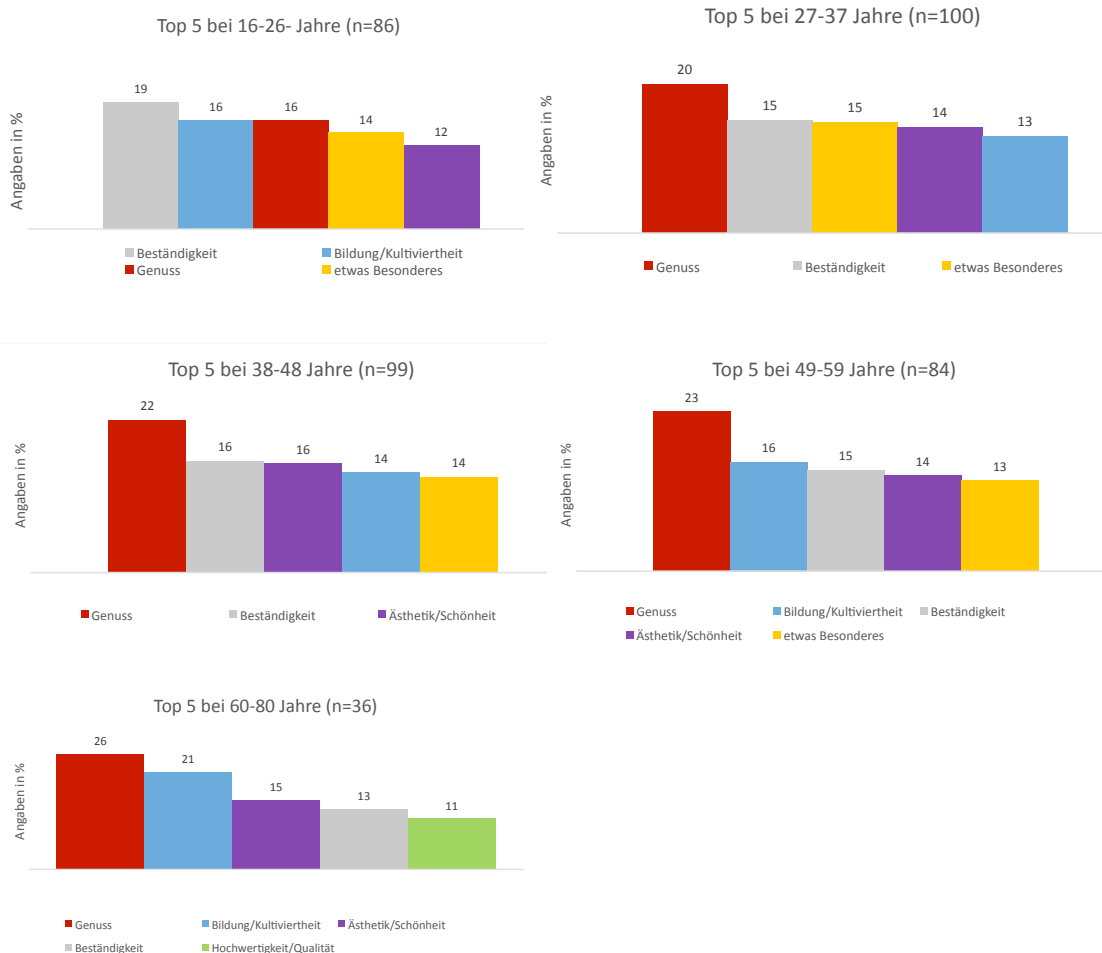 Top 5 bei 16-26- Jahre (n=86)
Angaben in %
19
16
16
14
12
Beständigkeit
Bildung/Kultiviertheit
Genuss
etwas Besonderes
Top 5 bei 27-37 Jahre (n=100)
Angaben in %
20
15
15
14
13
Genuss
Beständigkeit
etwas Besonderes
Top 5 bei 38-48 Jahre (n=99)
Angaben in %
22
16
16
14
14
Genuss
Beständigkeit
Ästhetik/Schönheit
Top 5 bei 49-59 Jahre (n=84)
Angaben in %
23
16
15
14
13
Genuss
Bildung/Kultiviertheit
Beständigkeit
Ästhetik/Schönheit
etwas Besonderes
Top 5 bei 60-80 Jahre (n=36)
Angaben in %
26
21
15
13
11
Genuss
Bildung/Kultiviertheit
Ästhetik/Schönheit
Beständigkeit
Hochwertigkeit/Qualität